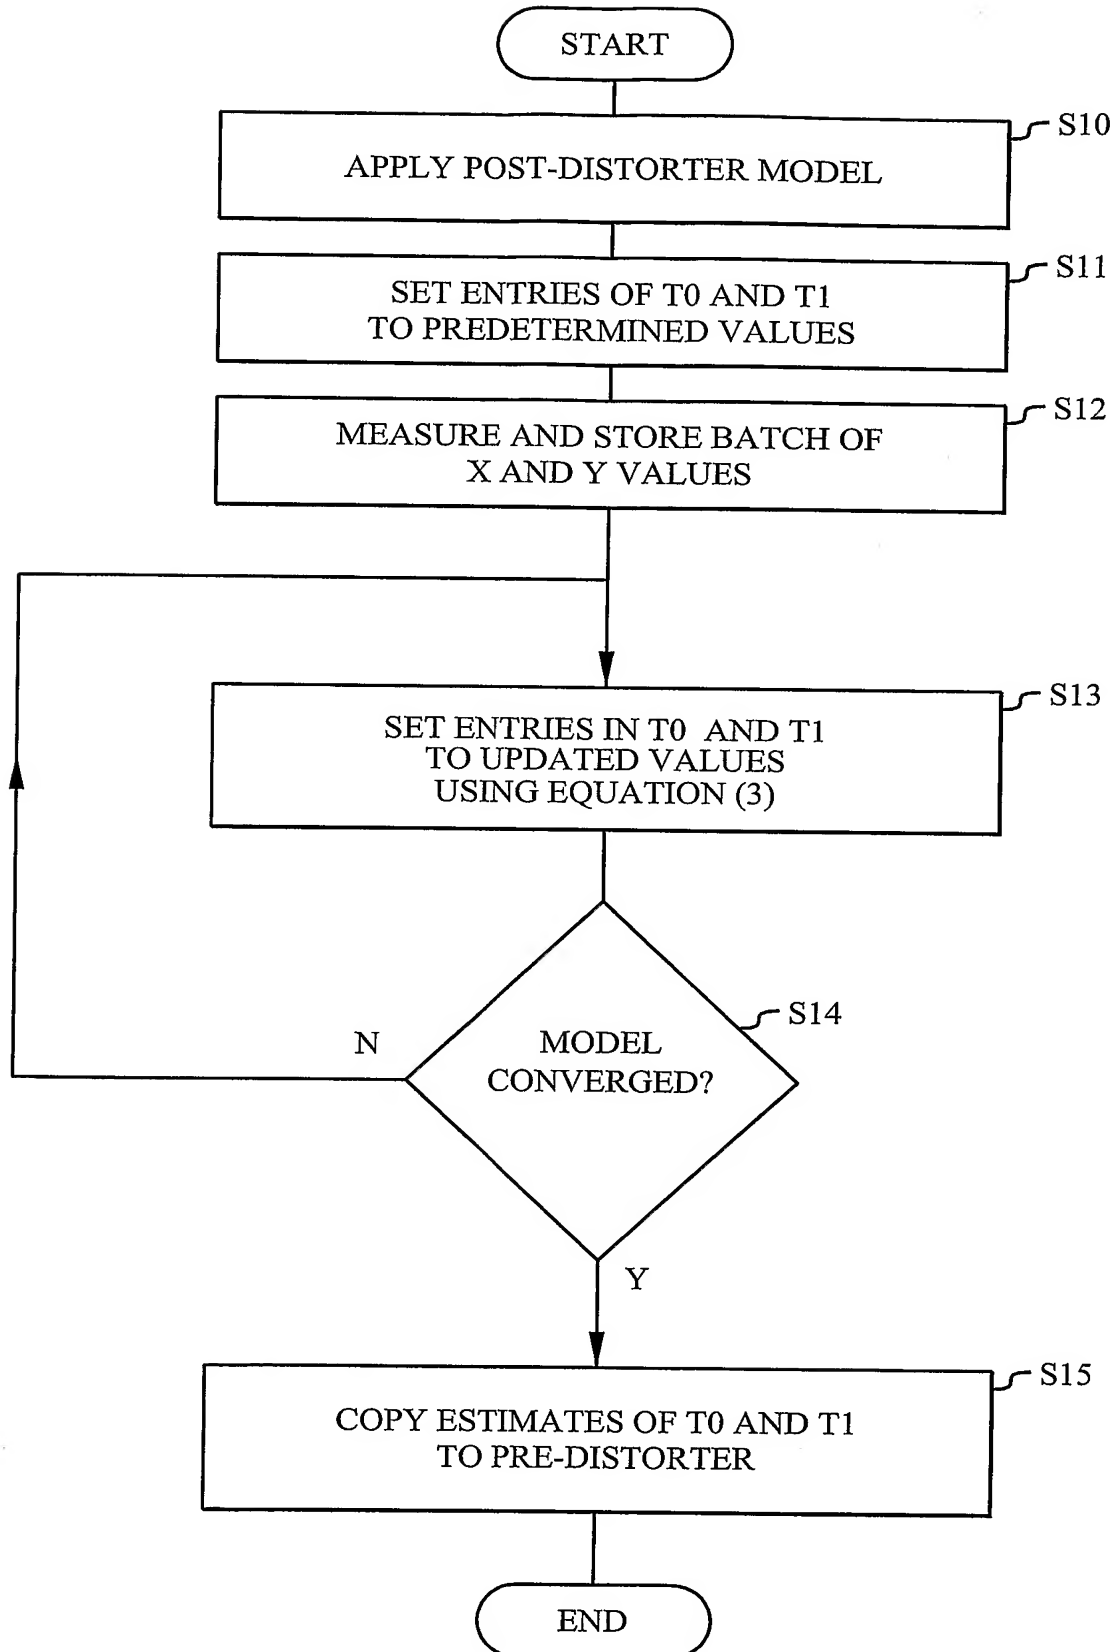 START
S10
APPLY POST-DISTORTER MODEL
S11
SET ENTRIES OF T0 AND T1
TO PREDETERMINED VALUES
S12
MEASURE AND STORE BATCH OF
X AND Y VALUES
S13
SET ENTRIES IN T0 AND T1
TO UPDATED VALUES
USING EQUATION (3)
S14
N
MODEL
CONVERGED?
Y
S15
COPY ESTIMATES OF T0 AND T1
TO PRE-DISTORTER
END